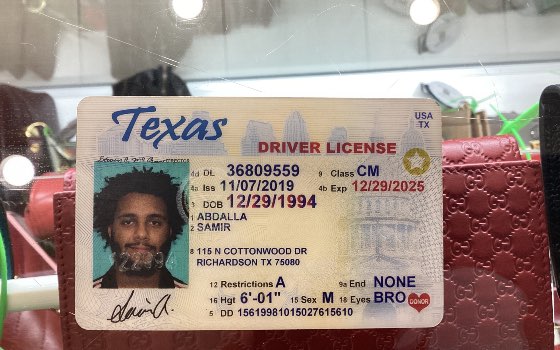 Texas
USA
TX
DRIVER LICENSE
4d DL 36809559 9 Class CM
4a Iss 11/07/2019 4b Exp 12/29/2025
3 DOB 12/29/1994
1 ABDALLA
2 SAMIR
8 115 N COTTONWOOD DR
RICHARDSON TX 75080
12 Restrictions A 9a End NONE
16 Hgt 6'-01" 15 Sex M 18 Eyes BRO
DONOR
5 DD 15619981015027615610